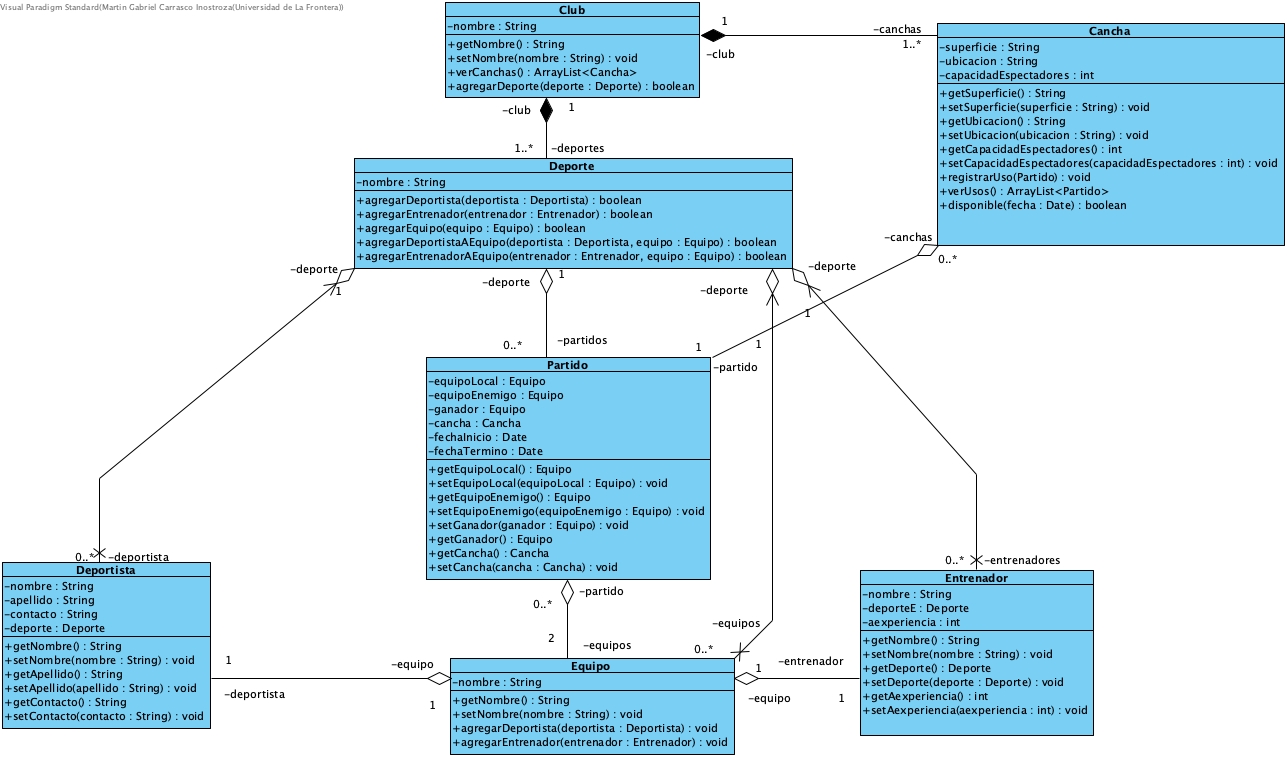 Visual Paradigm Standard(Martin Gabriel Carrasco Inostroza(Universidad de La Frontera))
Club
-nombre : String
+getNombre() : String
+setNombre(nombre : String) : void
+verCanchas() : ArrayList<Cancha>
+agregarDeporte(deporte : Deporte) : boolean
1
-club
-canchas
1..*
Cancha
-superficie : String
-ubicacion : String
-capacidadEspectadores : int
+getSuperficie() : String
+setSuperficie(superficie : String) : void
+getUbicacion() : String
+setUbicacion(ubicacion : String) : void
+getCapacidadEspectadores() : int
+setCapacidadEspectadores(capacidadEspectadores : int) : void
+registrarUso(Partido) : void
+verUsos() : ArrayList<Partido>
+disponible(fecha : Date) : boolean
-club
1
1..*
-deportes
Deporte
-nombre : String
+agregarDeportista(deportista : Deportista) : boolean
+agregarEntrenador(entrenador : Entrenador) : boolean
+agregarEquipo(equipo : Equipo) : boolean
+agregarDeportistaAEquipo(deportista : Deportista, equipo : Equipo) : boolean
+agregarEntrenadorAEquipo(entrenador : Entrenador, equipo : Equipo) : boolean
-canchas
0..*
-deporte
1
-deporte
1
-deporte
1
-deporte
1
0..*
-partidos
1
-partido
Partido
-equipoLocal : Equipo
-equipoEnemigo : Equipo
-ganador : Equipo
-cancha : Cancha
-fechaInicio : Date
-fechaTermino : Date
+getEquipoLocal() : Equipo
+setEquipoLocal(equipoLocal : Equipo) : void
+getEquipoEnemigo() : Equipo
+setEquipoEnemigo(equipoEnemigo : Equipo) : void
+setGanador(ganador : Equipo) : void
+getGanador() : Equipo
+getCancha() : Cancha
+setCancha(cancha : Cancha) : void
0..*
-deportista
Deportista
-nombre : String
-apellido : String
-contacto : String
-deporte : Deporte
+getNombre() : String
+setNombre(nombre : String) : void
+getApellido() : String
+setApellido(apellido : String) : void
+getContacto() : String
+setContacto(contacto : String) : void
0..*
-entrenadores
Entrenador
-nombre : String
-deporteE : Deporte
-aexperiencia : int
+getNombre() : String
+setNombre(nombre : String) : void
+getDeporte() : Deporte
+setDeporte(deporte : Deporte) : void
+getAexperiencia() : int
+setAexperiencia(aexperiencia : int) : void
-partido
0..*
2
-equipos
-equipos
0..*
1
-deportista
-equipo
1
Equipo
-nombre : String
+getNombre() : String
+setNombre(nombre : String) : void
+agregarDeportista(deportista : Deportista) : void
+agregarEntrenador(entrenador : Entrenador) : void
1
-equipo
-entrenador
1